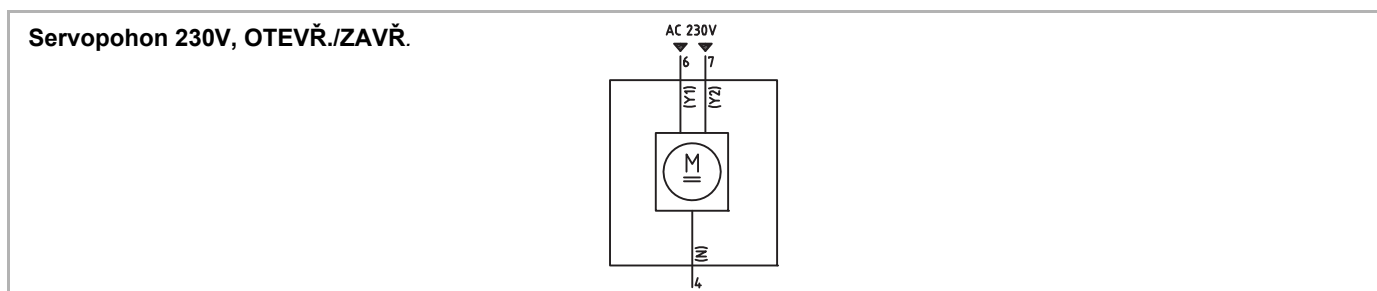 Servopohon 230V, OTEVŘ./ZAVŘ.
AC 230V
6 7
(Y1) (Y2)
M
(N)
4